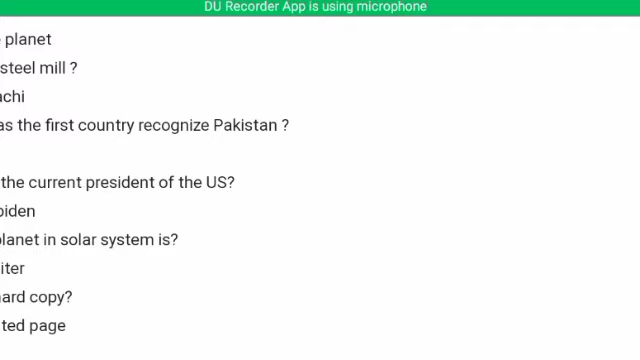 DU Recorder App is using microphone
planet
steel mill ?
achi
as the first country recognize Pakistan ?
the current president of the US?
biden
planet in solar system is?
iter
hard copy?
ted page